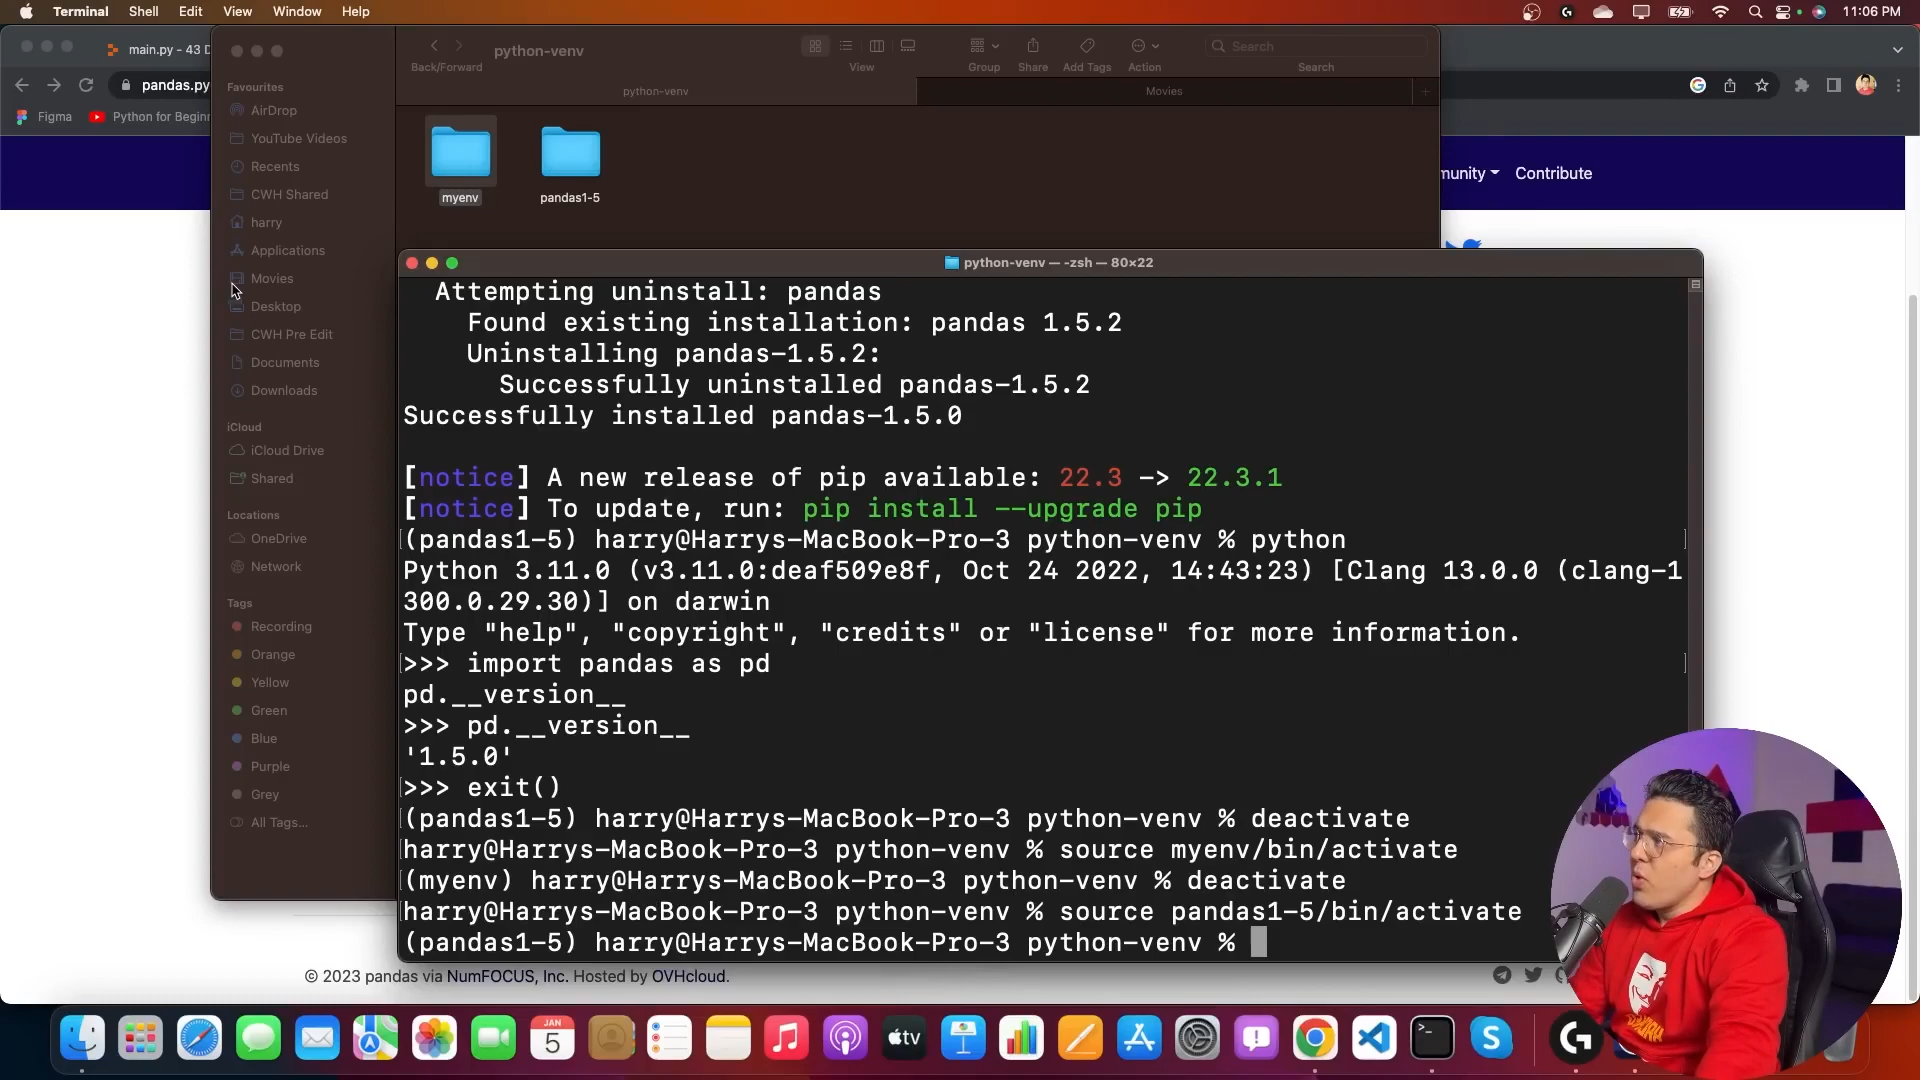 Terminal Shell Edit View Window Help
11:06 PM
main.py - 43 D
pandas.py
Figma
Python for Beginr
python-venv
Back/Forward
View
Group
Share
Add Tags
Action
Search
Search
python-venv
Movies
Favourites
AirDrop
YouTube Videos
Recents
CWH Shared
harry
Applications
Movies
Desktop
CWH Pre Edit
Documents
Downloads
iCloud
iCloud Drive
Shared
Locations
OneDrive
Network
Tags
Recording
Orange
Yellow
Green
Blue
Purple
Grey
All Tags...
myenv
pandas1-5
munity
Contribute
python-venv — -zsh — 80×22
Attempting uninstall: pandas
Found existing installation: pandas 1.5.2
Uninstalling pandas-1.5.2:
Successfully uninstalled pandas-1.5.2
Successfully installed pandas-1.5.0
[notice] A new release of pip available: 22.3 -> 22.3.1
[notice] To update, run: pip install --upgrade pip
(pandas1-5) harry@Harrys-MacBook-Pro-3 python-venv % python
Python 3.11.0 (v3.11.0:deaf509e8f, Oct 24 2022, 14:43:23) [Clang 13.0.0 (clang-1
300.0.29.30)] on darwin
Type "help", "copyright", "credits" or "license" for more information.
>>> import pandas as pd
pd.__version__
>>> pd.__version__
'1.5.0'
>>> exit()
(pandas1-5) harry@Harrys-MacBook-Pro-3 python-venv % deactivate
harry@Harrys-MacBook-Pro-3 python-venv % source myenv/bin/activate
(myenv) harry@Harrys-MacBook-Pro-3 python-venv % deactivate
harry@Harrys-MacBook-Pro-3 python-venv % source pandas1-5/bin/activate
(pandas1-5) harry@Harrys-MacBook-Pro-3 python-venv %
© 2023 pandas via NumFOCUS, Inc. Hosted by OVHcloud.
JAN
5
tv